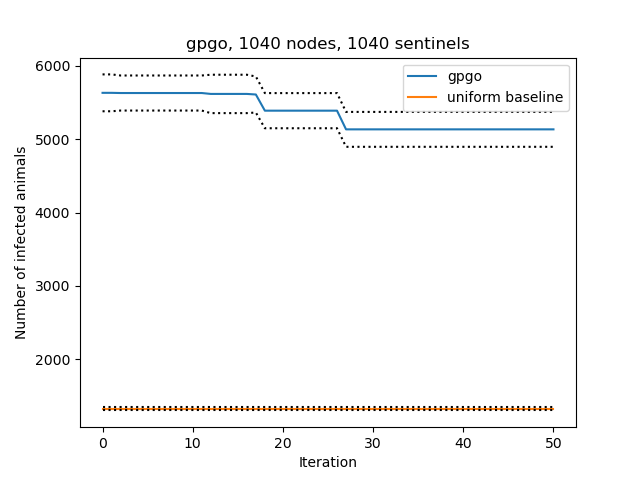 gpgo, 1040 nodes, 1040 sentinels
6000
5000
4000
3000
2000
Number of infected animals
gpgo
uniform baseline
0 10 20 30 40 50
Iteration